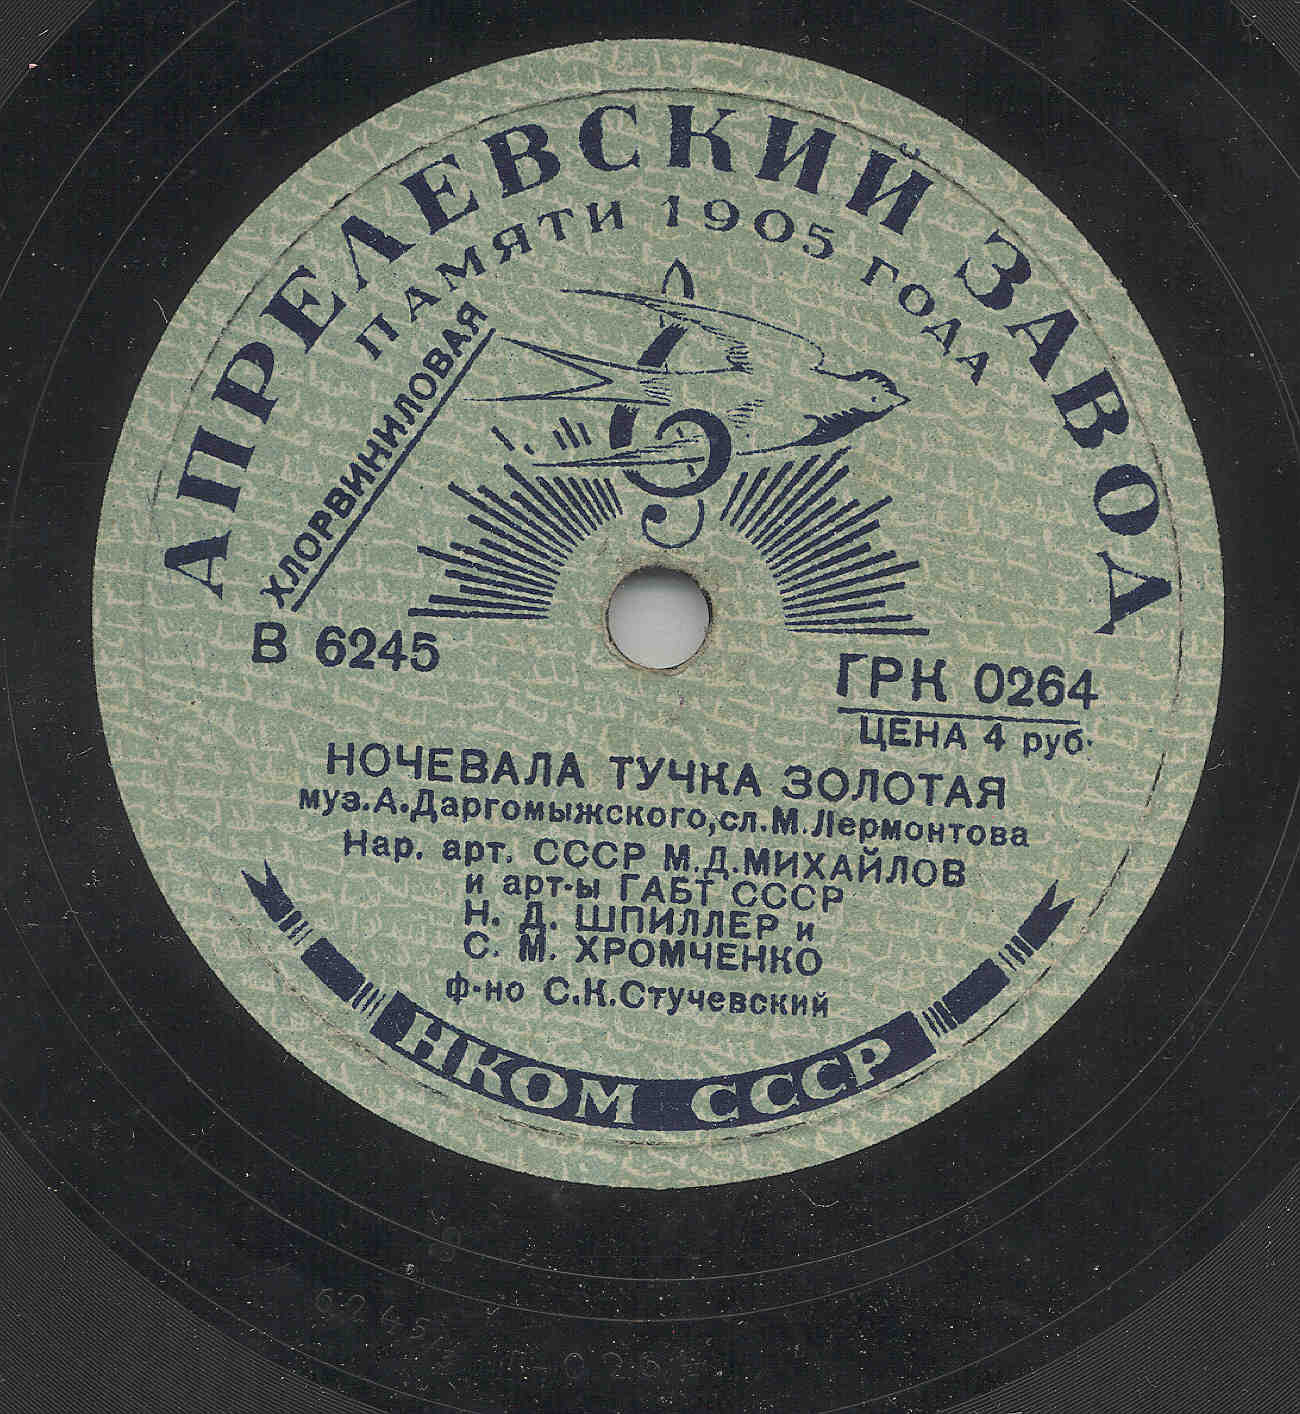 АПРЕЛЕВСКИЙ ЗАВОД
ПАМЯТИ 1905 ГОДА
ХЛОРВИНИЛОВАЯ
В 6245
ГРК 0264
ЦЕНА 4 руб.
НОЧЕВАЛА ТУЧКА ЗОЛОТАЯ
муз.А.Даргомыжского,сл.М.Лермонтова
Нар. арт. СССР М.Д.МИХАЙЛОВ
и арт-ы ГАБТ СССР
Н. Д. ШПИЛЛЕР и
С. М. ХРОМЧЕНКО
ф-но С.К.Стучевский
НКОМ СССР
6245